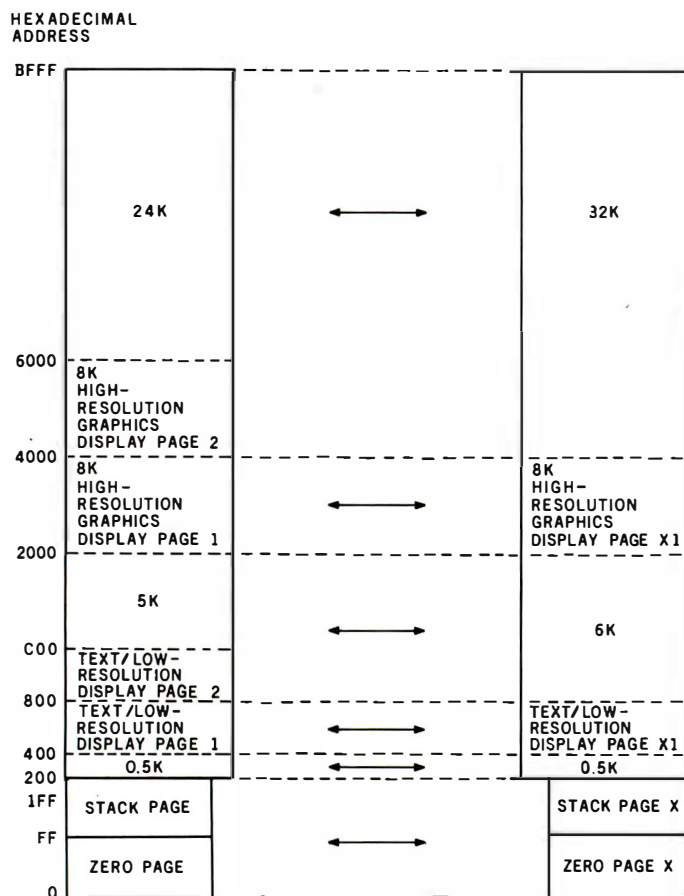 HEXADECIMAL
ADDRESS
BFFF
24K
32K
6000
8K
HIGH-
RESOLUTION
GRAPHICS
DISPLAY PAGE 2
4000
8K
HIGH-
RESOLUTION
GRAPHICS
DISPLAY PAGE 1
8K
HIGH-
RESOLUTION
GRAPHICS
DISPLAY PAGE X1
2000
5K
6K
C00
TEXT/LOW-
RESOLUTION
DISPLAY PAGE 2
800
TEXT/LOW-
RESOLUTION
DISPLAY PAGE 1
TEXT/LOW-
RESOLUTION
DISPLAY PAGE X1
400
0.5K
0.5K
200
1FF
STACK PAGE
STACK PAGE X
FF
ZERO PAGE
ZERO PAGE X
0